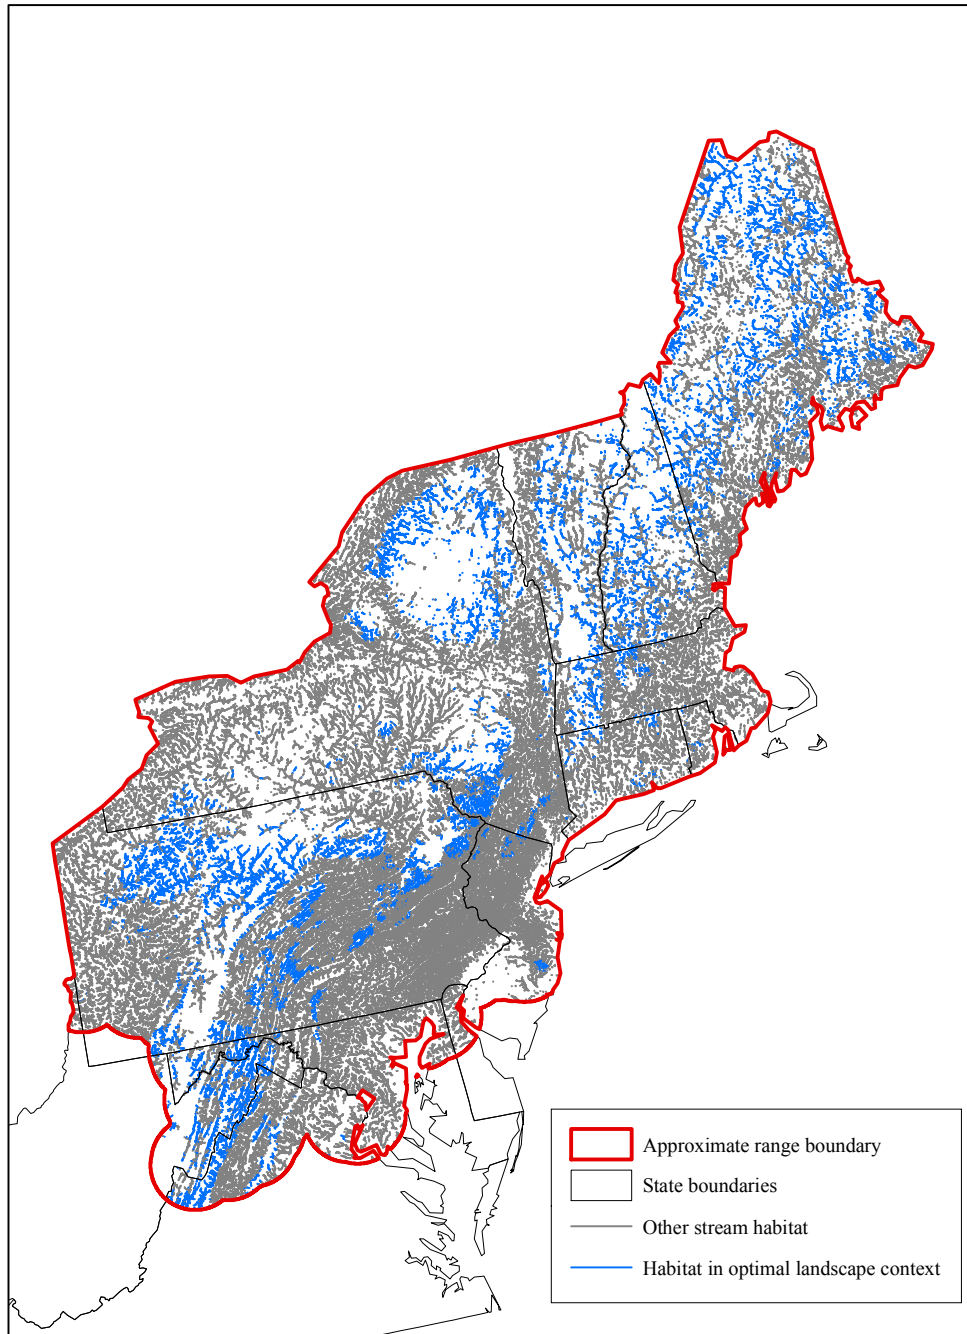 Approximate range boundary
State boundaries
Other stream habitat
Habitat in optimal landscape context